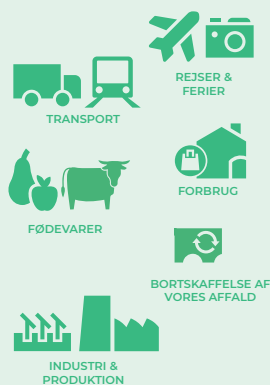 REJSER &
FERIER
TRANSPORT
FORBRUG
FØDEVARER
BORTSKAFFELSE AF
VORES AFFALD
INDUSTRI &
PRODUKTION